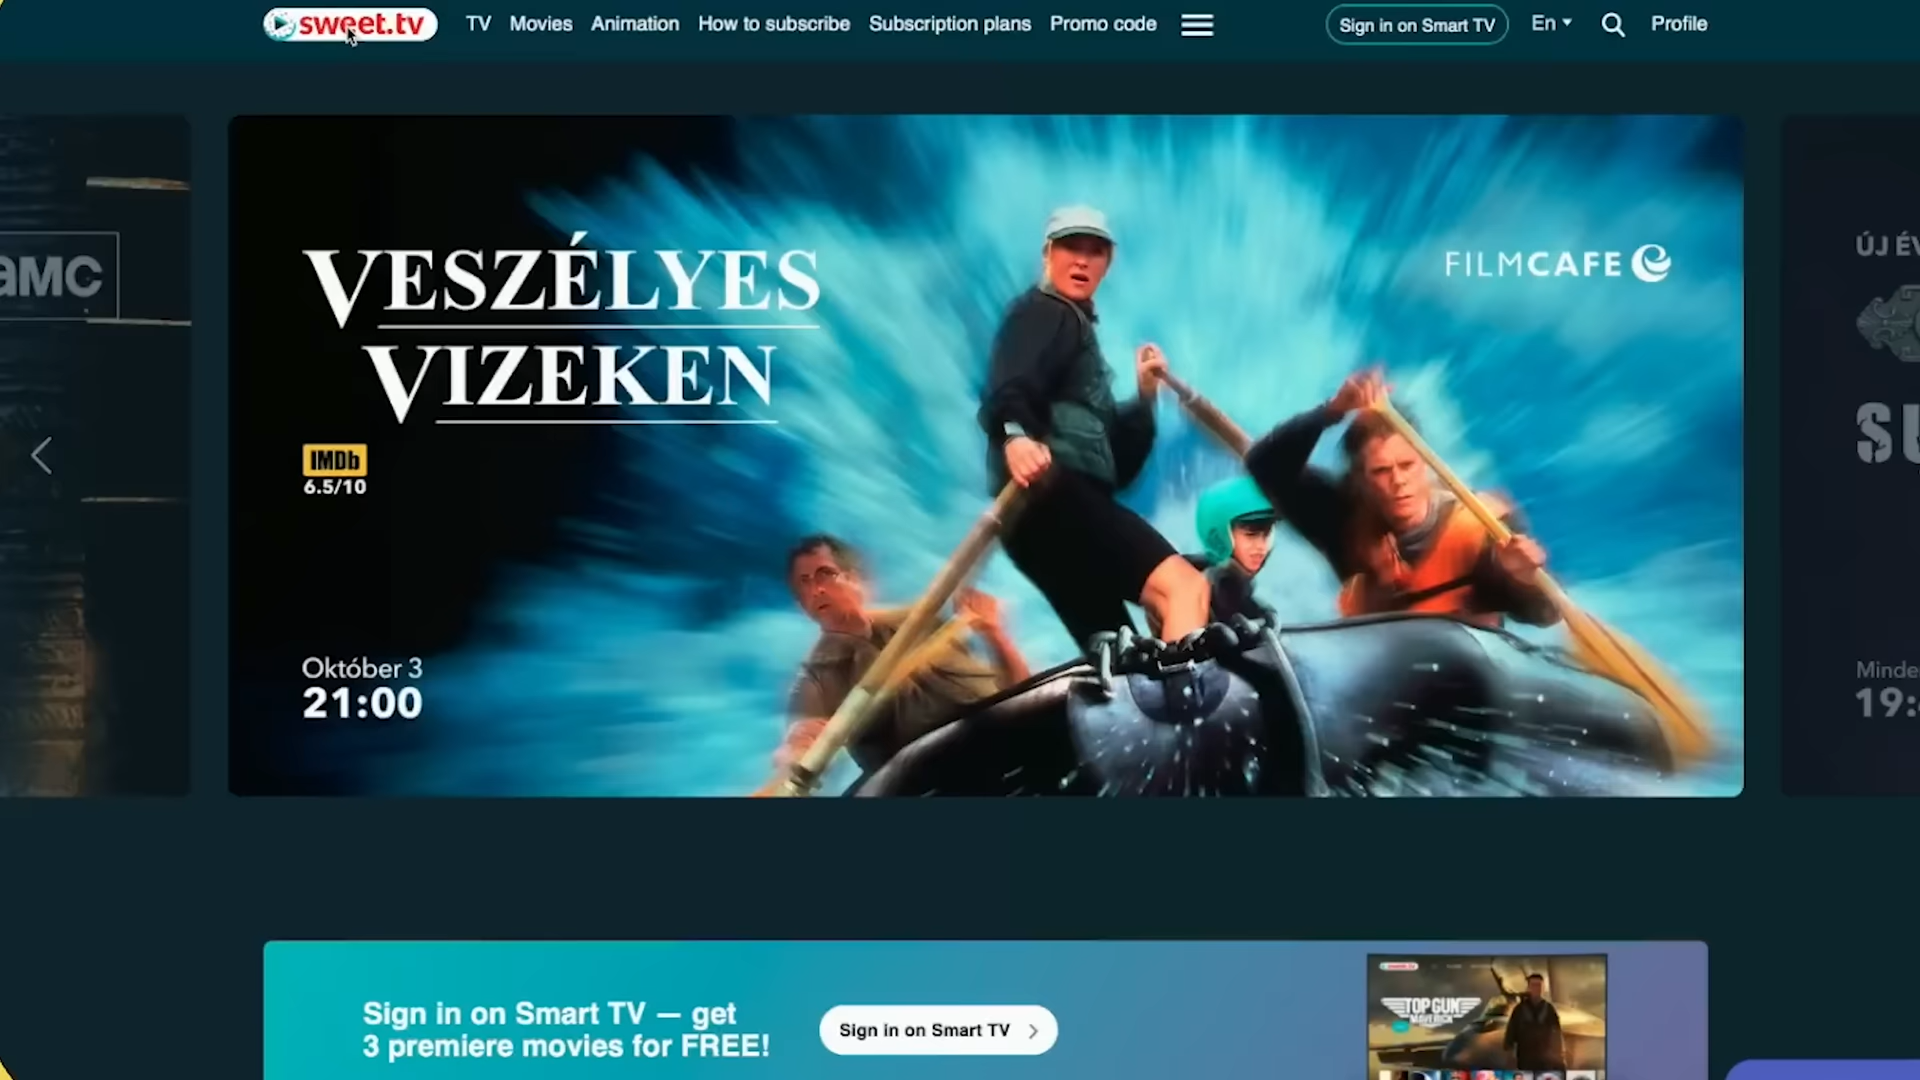 sweet.tv TV Movies Animation How to subscribe Subscription plans Promo code Sign in on Smart TV En Profile
aMC
VESZÉLYES
VIZEKEN
FILMCAFE
IMDb
6.5/10
Október 3
21:00
ÚJ
19:
Sign in on Smart TV — get
3 premiere movies for FREE!
Sign in on Smart TV
TOP GUN
MAVERICK